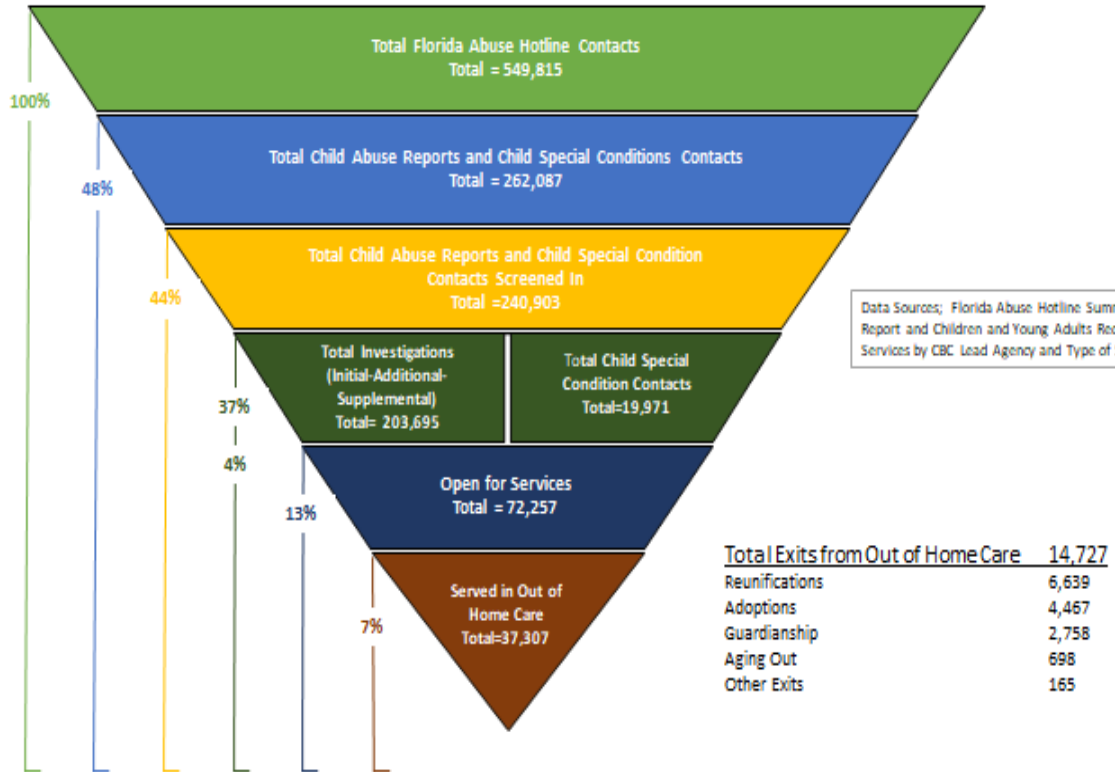 Total Florida Abuse Hotline Contacts
Total = 549,815
100%
Total Child Abuse Reports and Child Special Conditions Contacts
Total = 262,087
48%
Total Child Abuse Reports and Child Special Condition
Contacts Screened In
Total =240,903
44%
Data Sources; Florida Abuse Hotline
Report and Children and Young Adults
Services by CBC Lead Agency and Type of
Total Investigations
(Initial-Additional-
Supplemental)
Total= 203,695
Total Child Special
Condition Contacts
Total=19,971
37%
4%
Open for Services
Total = 72,257
13%
Served in Out of
Home Care
Total=37,307
7%
Total Exits from Out of Home Care 14,727
Reunifications 6,639
Adoptions 4,467
Guardianship 2,758
Aging Out 698
Other Exits 165